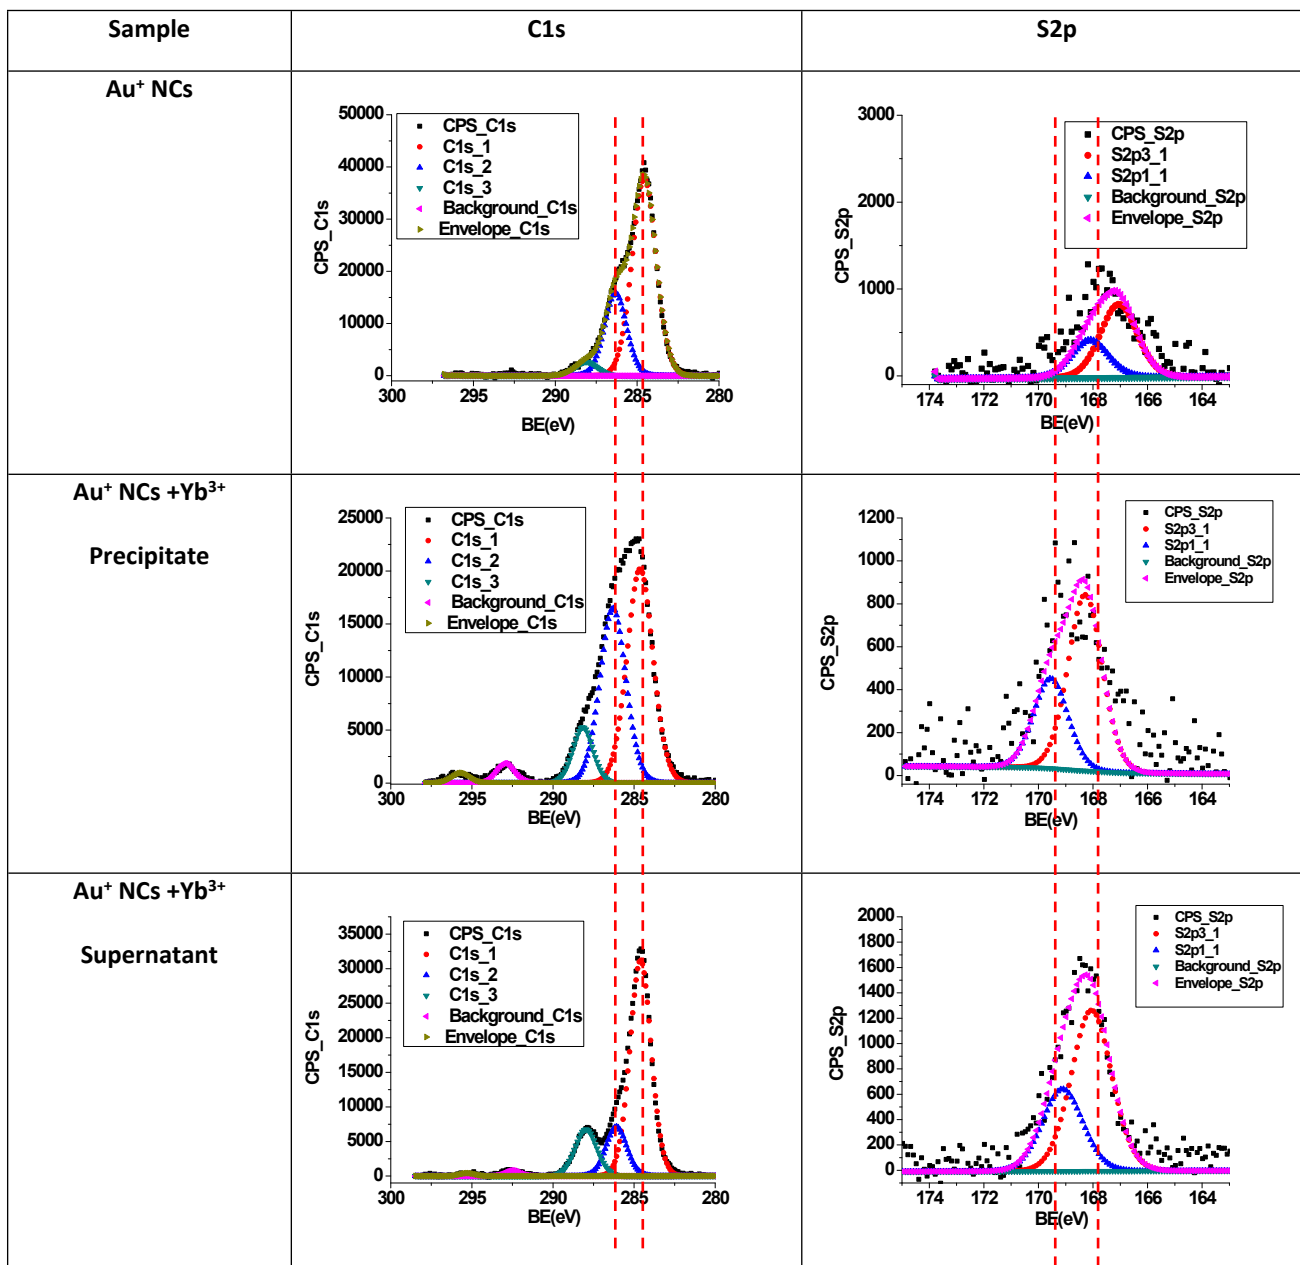 Sample
C1s
S2p
Au⁺ NCs
50000
40000
30000
20000
10000
0
CPS_C1s
300
295
290
285
280
BE(eV)
CPS_C1s
C1s_1
C1s_2
C1s_3
Background_C1s
Envelope_C1s
3000
2000
1000
0
CPS_S2p
174
172
170
168
166
164
BE(eV)
CPS_S2p
S2p3_1
S2p1_1
Background_S2p
Envelope_S2p
Au⁺ NCs +Yb³⁺
Precipitate
25000
20000
15000
10000
5000
0
CPS_C1s
300
295
290
285
280
BE(eV)
CPS_C1s
C1s_1
C1s_2
C1s_3
Background_C1s
Envelope_C1s
1200
1000
800
600
400
200
0
CPS_S2p
174
172
170
168
166
164
BE(eV)
CPS_S2p
S2p3_1
S2p1_1
Background_S2p
Envelope_S2p
Au⁺ NCs +Yb³⁺
Supernatant
35000
30000
25000
20000
15000
10000
5000
0
CPS_C1s
300
295
290
285
280
BE(eV)
CPS_C1s
C1s_1
C1s_2
C1s_3
Background_C1s
Envelope_C1s
2000
1800
1600
1400
1200
1000
800
600
400
200
0
CPS_S2p
174
172
170
168
166
164
BE(eV)
CPS_S2p
S2p3_1
S2p1_1
Background_S2p
Envelope_S2p